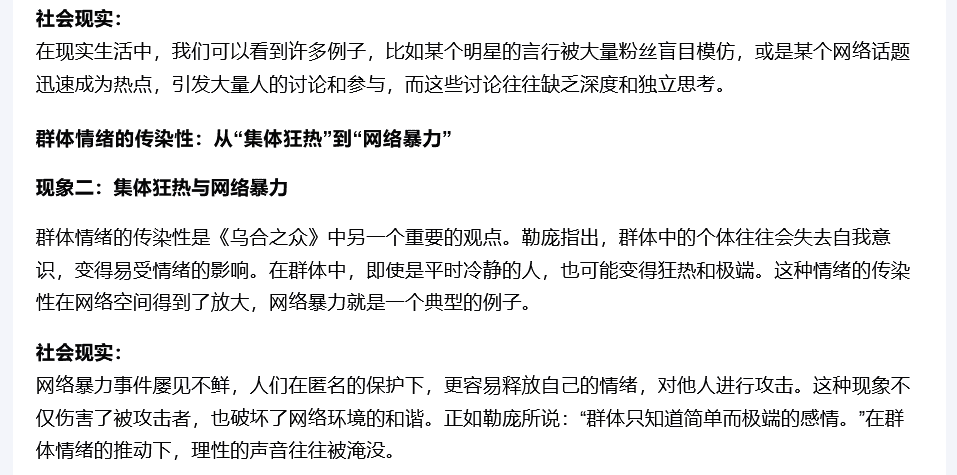 社会现实：
在现实生活中，我们可以看到许多例子，比如某个明星的言行被大量粉丝盲目模仿，或是某个网络话题
迅速成为热点，引发大量人的讨论和参与，而这些讨论往往缺乏深度和独立思考。
群体情绪的传染性：从“集体狂热”到“网络暴力”
现象二：集体狂热与网络暴力
群体情绪的传染性是《乌合之众》中另一个重要的观点。勒庞指出，群体中的个体往往会失去自我意
识，变得易受情绪的影响。在群体中，即使是平时冷静的人，也可能变得狂热和极端。这种情绪的传染
性在网络空间得到了放大，网络暴力就是一个典型的例子。
社会现实：
网络暴力事件屡见不鲜，人们在匿名的保护下，更容易释放自己的情绪，对他人进行攻击。这种现象不
仅伤害了被攻击者，也破坏了网络环境的和谐。正如勒庞所说：“群体只知道简单而极端的感情。”在群
体情绪的推动下，理性的声音往往被淹没。